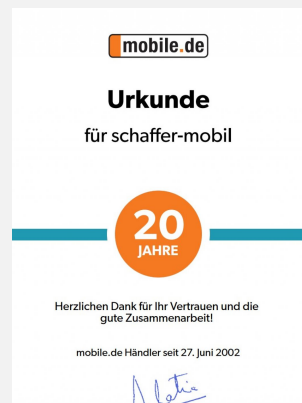 mobile.de
Urkunde
für schaffer-mobil
20
JAHRE
Herzlichen Dank für Ihr Vertrauen und die
gute Zusammenarbeit!
mobile.de Händler seit 27. Juni 2002